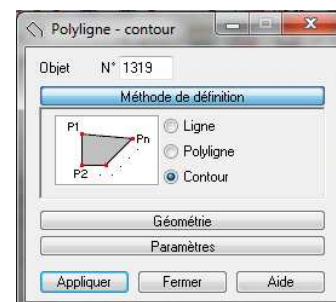 Polyligne - contour
Objet N° 1319
Méthode de définition
P1
Pn
P2
Ligne
Polyligne
Contour
Géométrie
Paramètres
Appliquer Fermer Aide